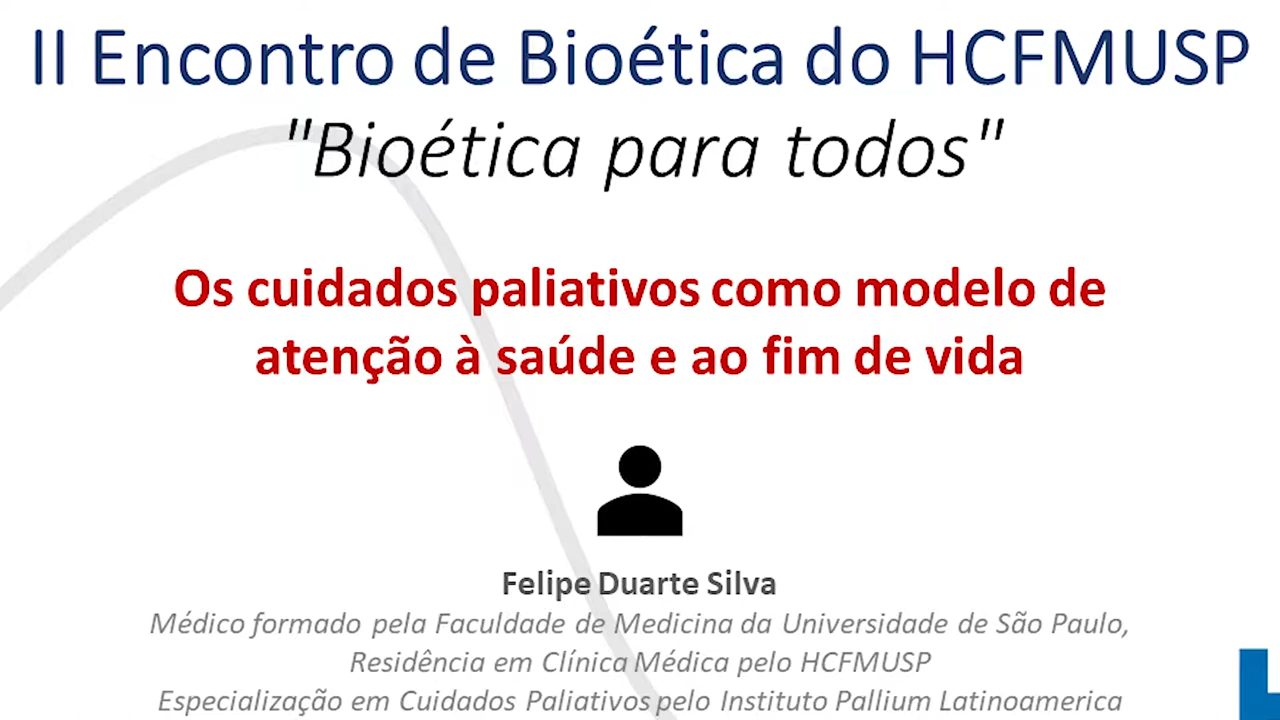 II Encontro de Bioética do HCFMUSP
"Bioética para todos"
Os cuidados paliativos como modelo de
atenção à saúde e ao fim de vida
Felipe Duarte Silva
Médico formado pela Faculdade de Medicina da Universidade de São Paulo,
Residência em Clínica Médica pelo HCFMUSP
Especialização em Cuidados Paliativos pelo Instituto Pallium Latinoamerica